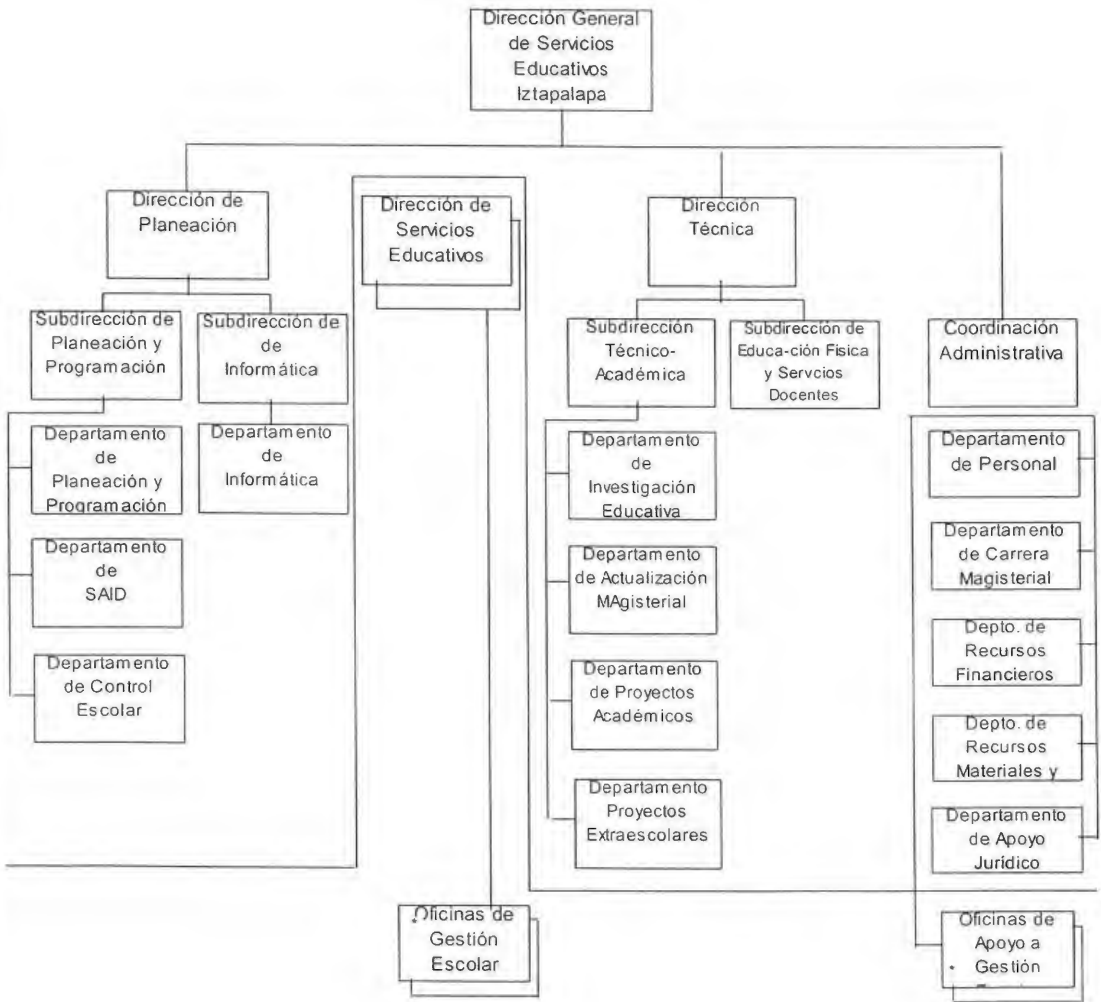 Dirección General
de Servicios
Educativos
Iztapalapa
Dirección de
Planeación
Dirección de
Servicios
Educativos
Dirección
Técnica
Subdirección de
Planeación y
Programación
Subdirección de
de
Informática
Subdirección
Técnico-
Académica
Subdirección de
Educa-ción Fisica
y Servcios
Docentes
Coordinación
Administrativa
Departamento
de
Planeación y
Programación
Departamento
de
Informática
Departamento
de
SAID
Departamento
de Control
Escolar
Departamento
de
Investigación
Educativa
Departamento
de Actualización
MAgisterial
Departamento
de Proyectos
Académicos
Departamento
Proyectos
Extraescolares
Departamento
de Personal
Departamento
de Carrera
Magisterial
Depto. de
Recursos
Financieros
Depto. de
Recursos
Materiales y
Departamento
de Apoyo
Jurídico
Oficinas de
Gestión
Escolar
Oficinas de
Apoyo a
Gestión